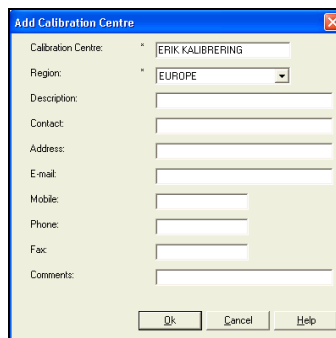 Add Calibration Centre
Calibration Centre: * ERIK KALIBRERING
Region: * EUROPE
Description:
Contact:
Address:
E-mail:
Mobile:
Phone:
Fax:
Comments:
Ok Cancel Help